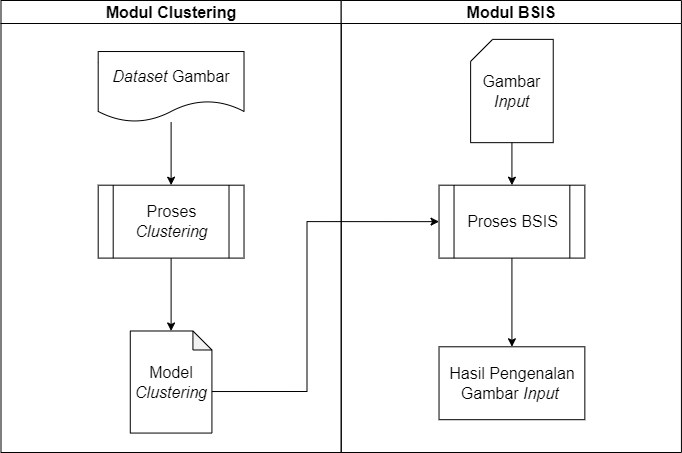 Modul Clustering
Dataset Gambar
Proses
Clustering
Model
Clustering
Modul BSIS
Gambar
Input
Proses BSIS
Hasil Pengenalan
Gambar Input